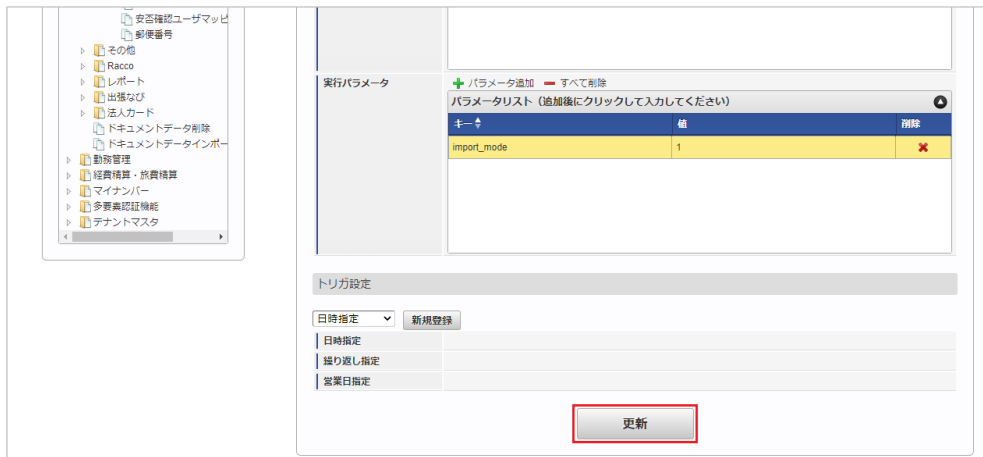 安否確認ユーザマッピ
郵便番号
その他
Racco
レポート
出張なび
法人カード
ドキュメントデータ削除
ドキュメントデータインポー
勤務管理
経費精算・旅費精算
マイナンバー
多要素認証機能
テナントマスタ
実行パラメータ
パラメータ追加 すべて削除
パラメータリスト（追加後にクリックして入力してください）
キー 値 削除
import_mode 1
トリガ設定
日時指定 新規登録
日時指定
繰り返し指定
営業日指定
更新